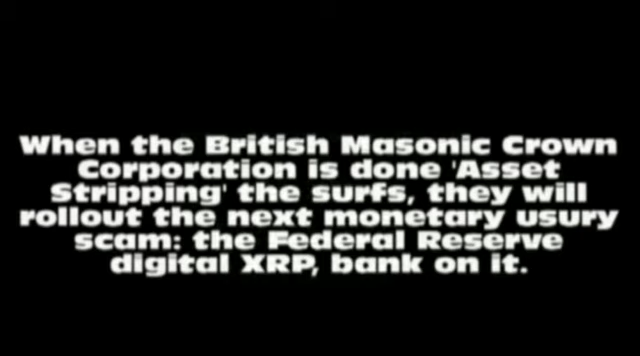 When the British Masonic Crown
Corporation is done 'Asset
Stripping' the surfs, they will
rollout the next monetary usury
scam: the Federal Reserve
digital XRP, bank on it.